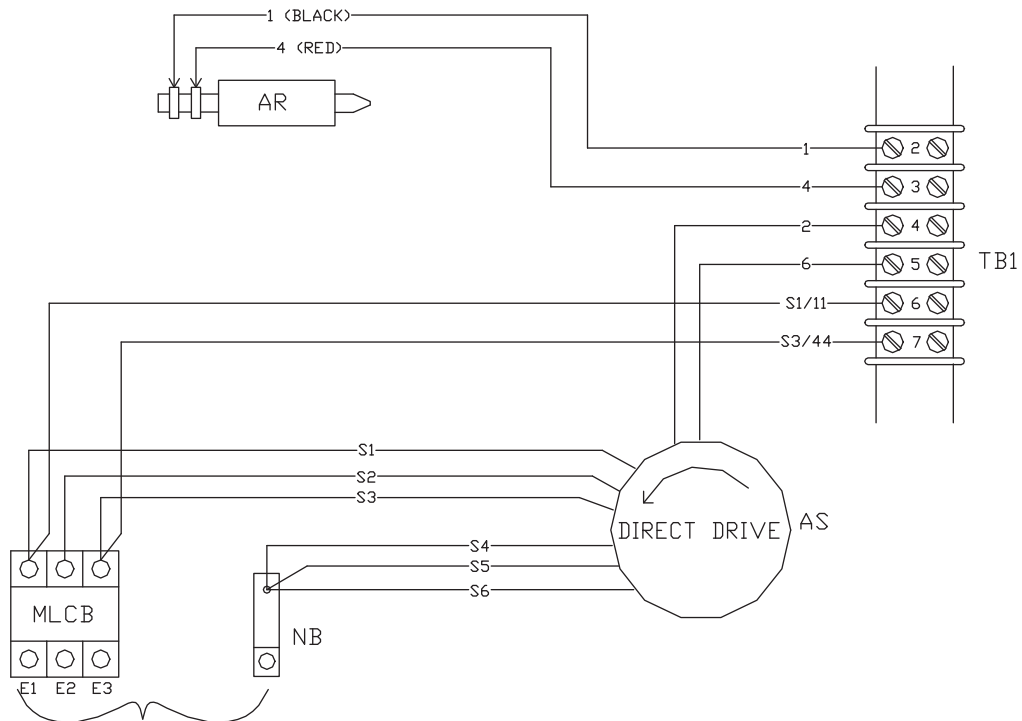 1 (BLACK)
4 (RED)
AR
1
2
4
3
2
4
6
5
TB1
S1/11
6
S3/44
7
S1
S2
S3
DIRECT DRIVE
AS
S4
S5
S6
MLCB
NB
E1 E2 E3